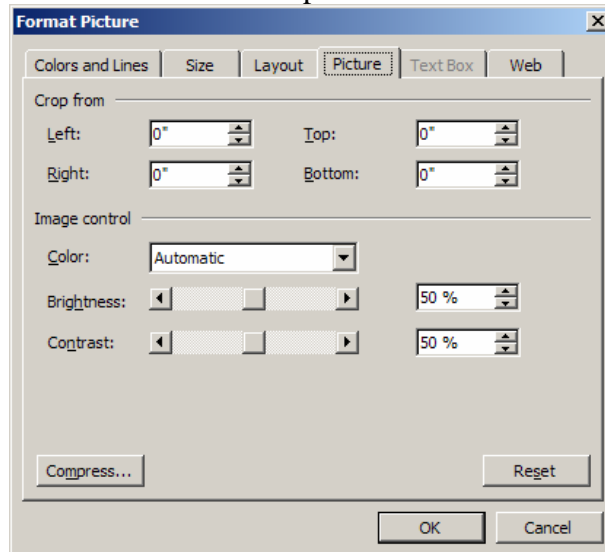 Format Picture
Colors and Lines Size Layout Picture Text Box Web
Crop from
Left: 0" Top: 0"
Right: 0" Bottom: 0"
Image control
Color: Automatic
Brightness: 50 %
Contrast: 50 %
Compress... Reset
OK Cancel